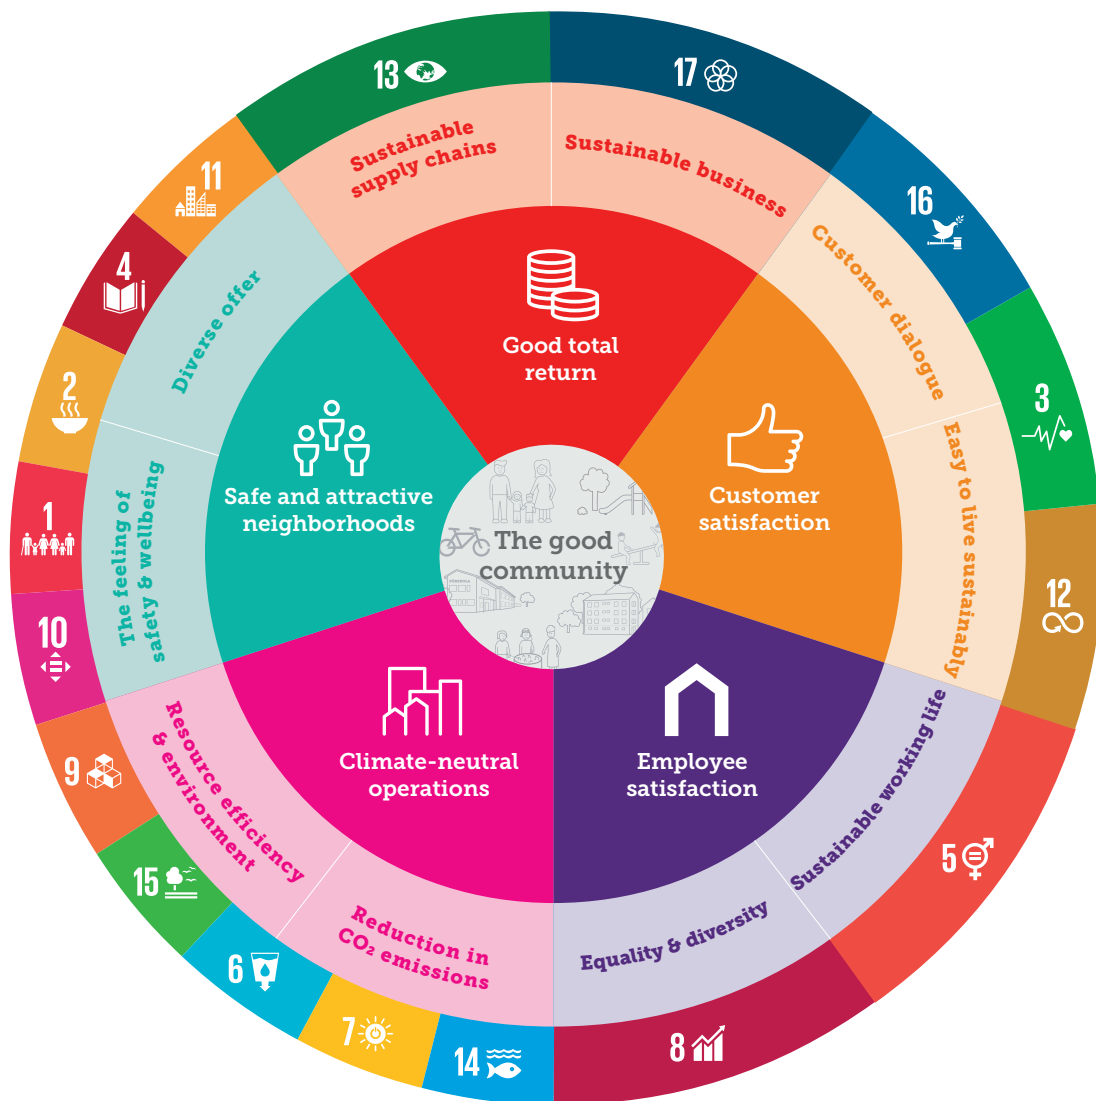 13
17
Sustainable
supply chains
Sustainable business
11
16
4
Diverse offer
Customer dialogue
Good total
return
2
3
Safe and attractive
neighborhoods
Customer
satisfaction
Easy to live sustainably
1
The feeling of
safety & wellbeing
The good
community
12
10
9
Resource efficiency
& environment
Climate-neutral
operations
Employee
satisfaction
Sustainable working life
5
15
Reduction in
CO₂ emissions
Equality & diversity
6
7
14
8